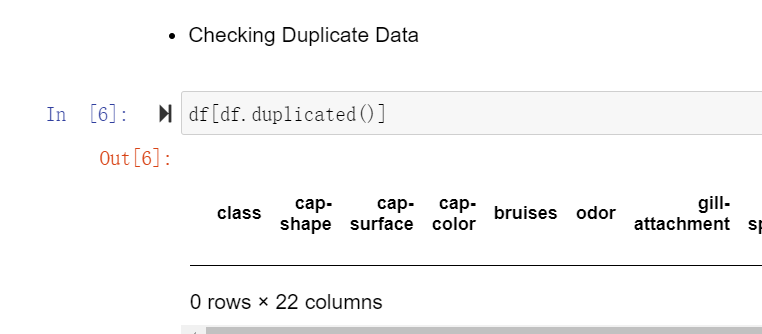 • Checking Duplicate Data
In [6]: df[df.duplicated()]
Out[6]:
class cap-shape cap-surface cap-color bruises odor gill-attachment
0 rows × 22 columns